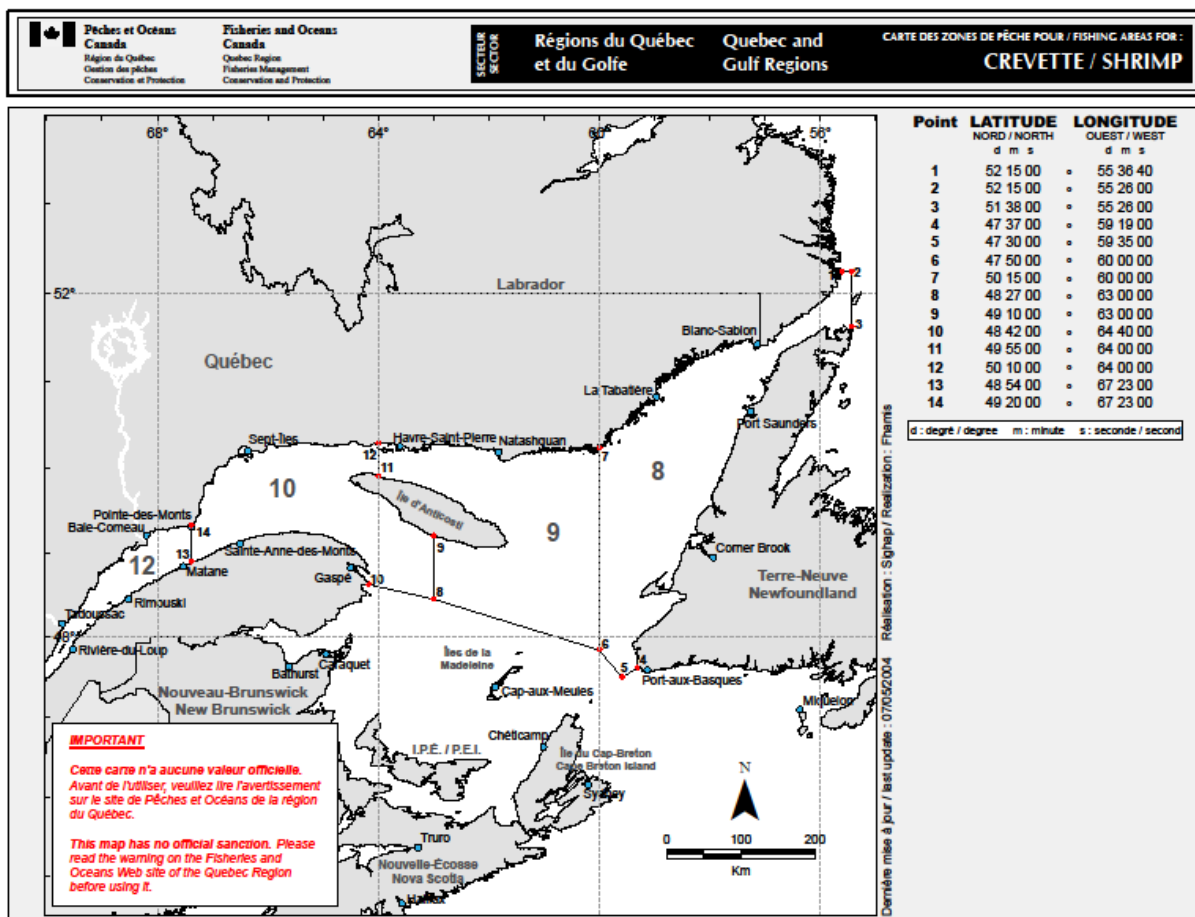 Pêches et Océans
Canada
Région du Québec
Gestion des pêches
Conservation et Protection
Fisheries and Oceans
Canada
Quebec Region
Fisheries Management
Conservation and Protection
SECTEUR
SECTOR
Régions du Québec
et du Golfe
Quebec and
Gulf Regions
CARTE DES ZONES DE PÊCHE POUR / FISHING AREAS FOR :
CREVETTE / SHRIMP
68°
64°
60°
56°
52°
48°
Labrador
Québec
Blanc-Sablon
La Tabatière
Port Saunders
Sept-Îles
Havre-Saint-Pierre
Natashquan
Île d'Anticosti
Pointe-des-Monts
Baie-Comeau
Sainte-Anne-des-Monts
Matane
Gaspé
Rimouski
Tadoussac
Rivière-du-Loup
Corner Brook
Terre-Neuve
Newfoundland
Port-aux-Basques
Miquelon
Îles de la
Madeleine
Cap-aux-Meules
Caraquet
Bathurst
Nouveau-Brunswick
New Brunswick
I.P.É. / P.E.I.
Chéticamp
Île du Cap-Breton
Cape Breton Island
Sydney
Truro
Nouvelle-Écosse
Nova Scotia
Halifax
8
9
10
12
1
2
3
4
5
6
7
8
9
10
11
12
13
14
N
0 100 200
Km
IMPORTANT
Cette carte n'a aucune valeur officielle.
Avant de l'utiliser, veuillez lire l'avertissement
sur le site de Pêches et Océans de la région
du Québec.
This map has no official sanction. Please
read the warning on the Fisheries and
Oceans Web site of the Quebec Region
before using it.
Point LATITUDE LONGITUDE
NORD / NORTH OUEST / WEST
d m s d m s
1 52 15 00 ° 55 36 40
2 52 15 00 ° 55 26 00
3 51 38 00 ° 55 26 00
4 47 37 00 ° 59 19 00
5 47 30 00 ° 59 35 00
6 47 50 00 ° 60 00 00
7 50 15 00 ° 60 00 00
8 48 27 00 ° 63 00 00
9 49 10 00 ° 63 00 00
10 48 42 00 ° 64 40 00
11 49 55 00 ° 64 00 00
12 50 10 00 ° 64 00 00
13 48 54 00 ° 67 23 00
14 49 20 00 ° 67 23 00
d : degré / degree m : minute s : seconde / second
Dernière mise à jour / last update : 07/05/2004 Réalisation : Sighap / Realization : Fhamis